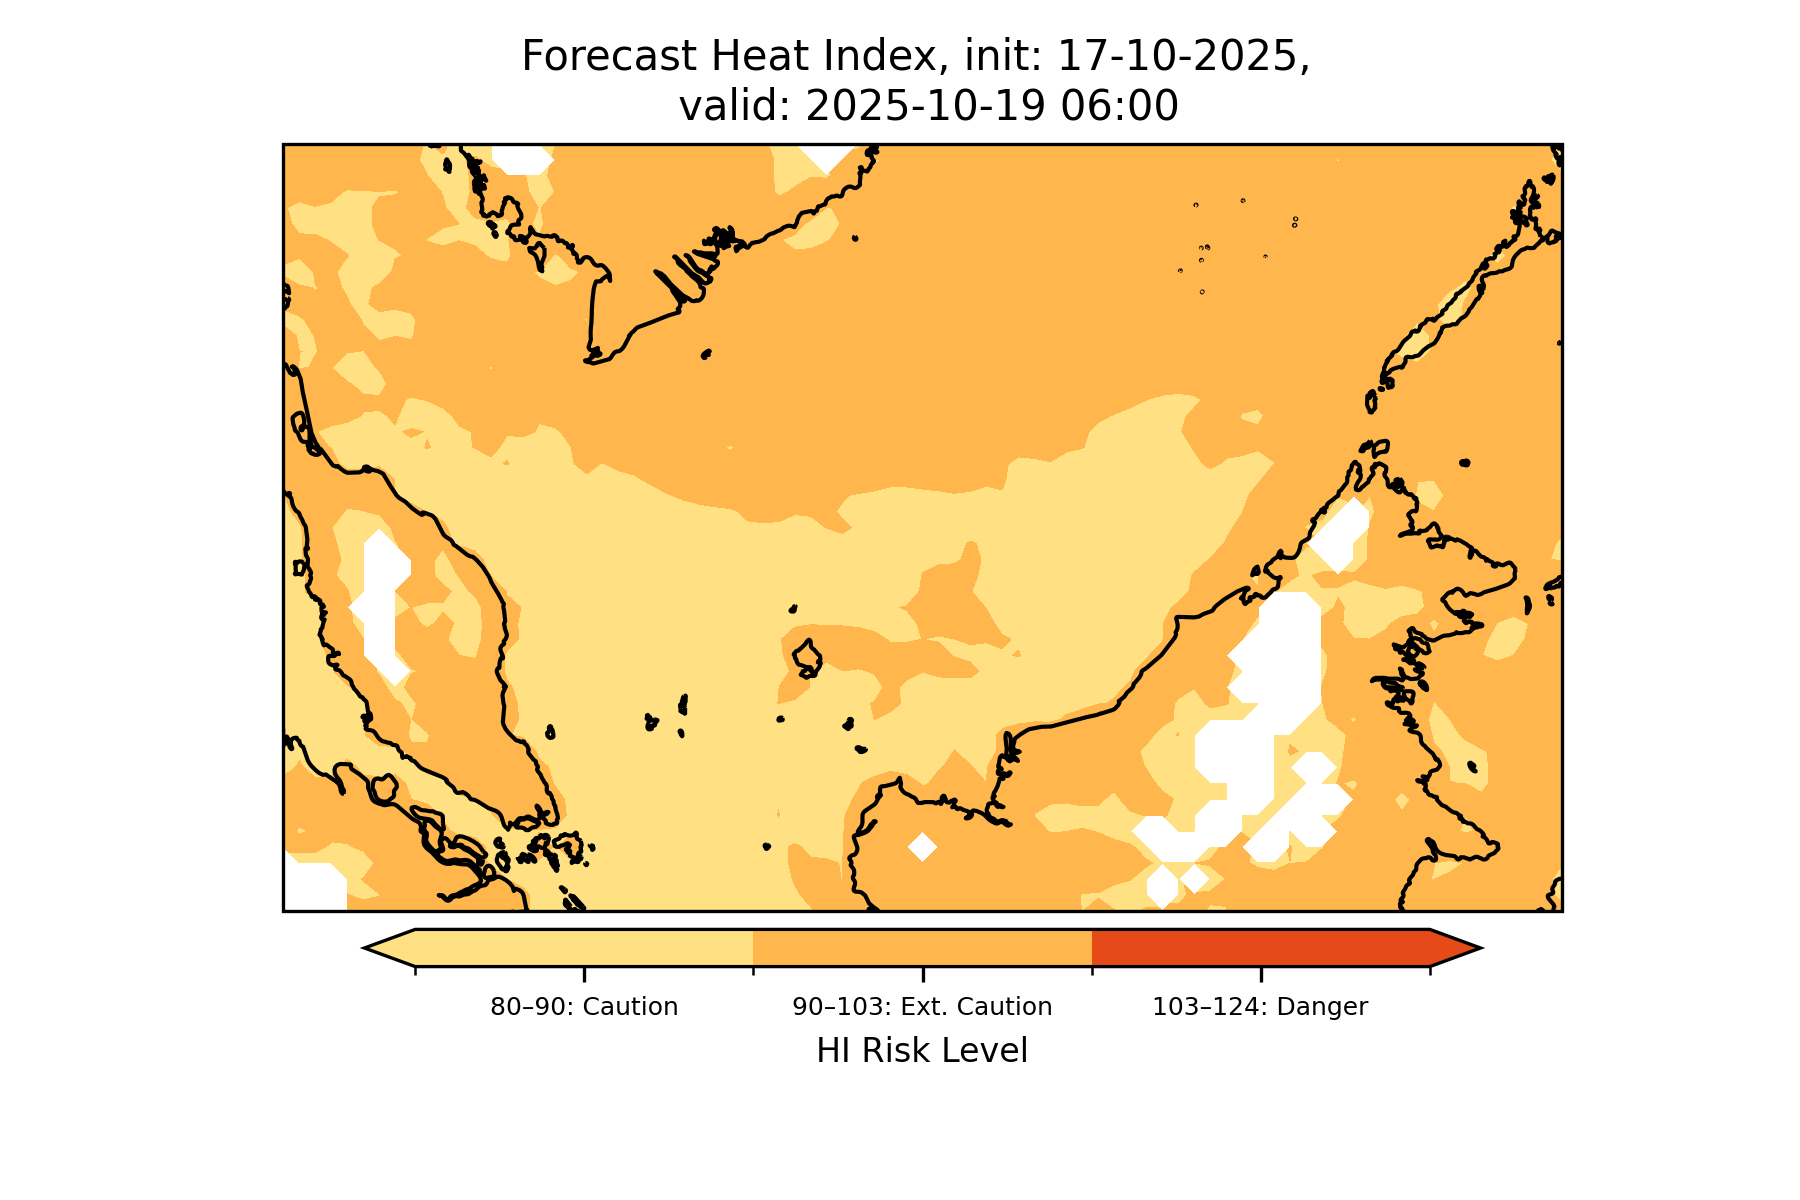 Forecast Heat Index, init: 17-10-2025,
valid: 2025-10-19 06:00
80–90: Caution
90–103: Ext. Caution
103–124: Danger
HI Risk Level